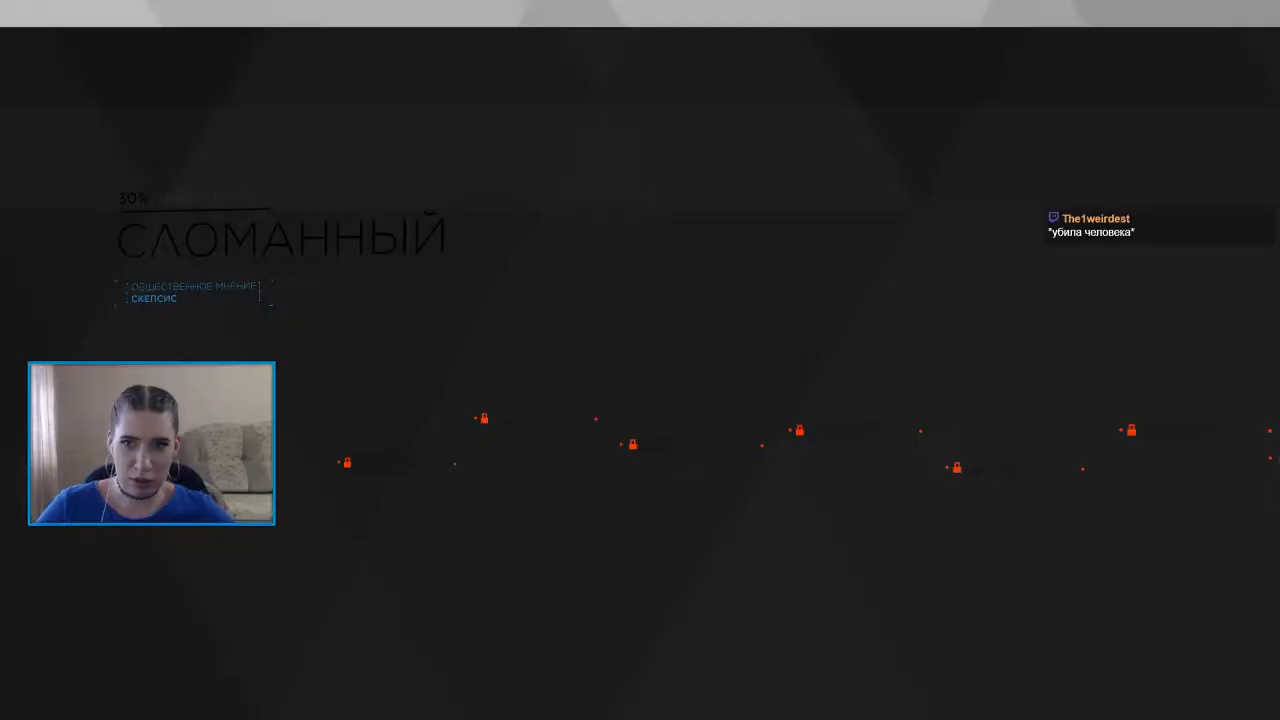 30%
СЛОМАННЫЙ
ОБЩЕСТВЕННОЕ МНЕНИЕ
СКЕПСИС
The1weirdest
*убила человека*